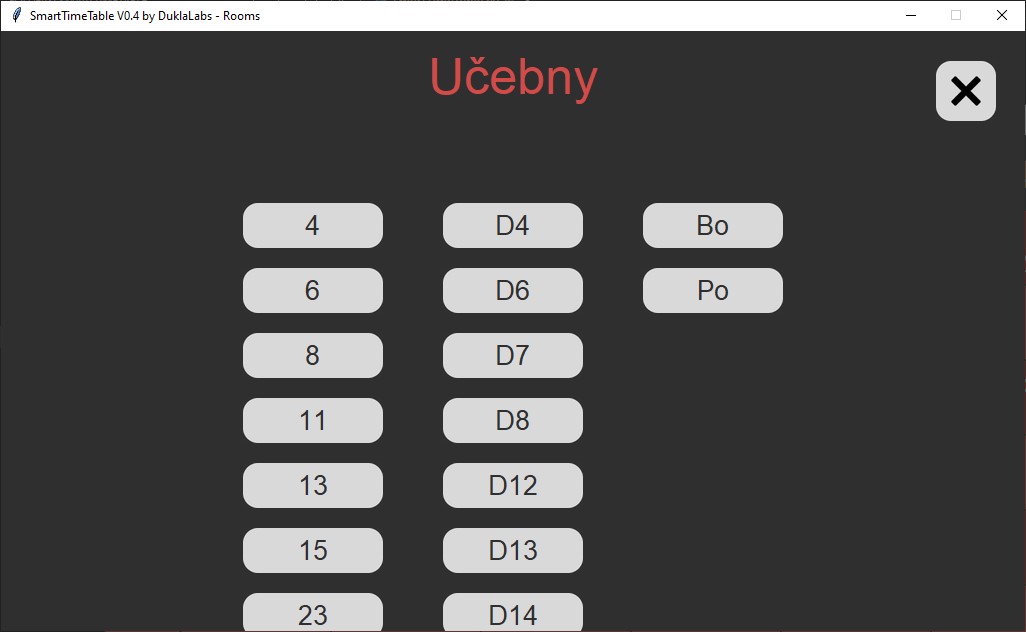 SmartTimeTable V0.4 by DuklaLabs - Rooms
Učebny
4 D4 Bo
6 D6 Po
8 D7
11 D8
13 D12
15 D13
23 D14